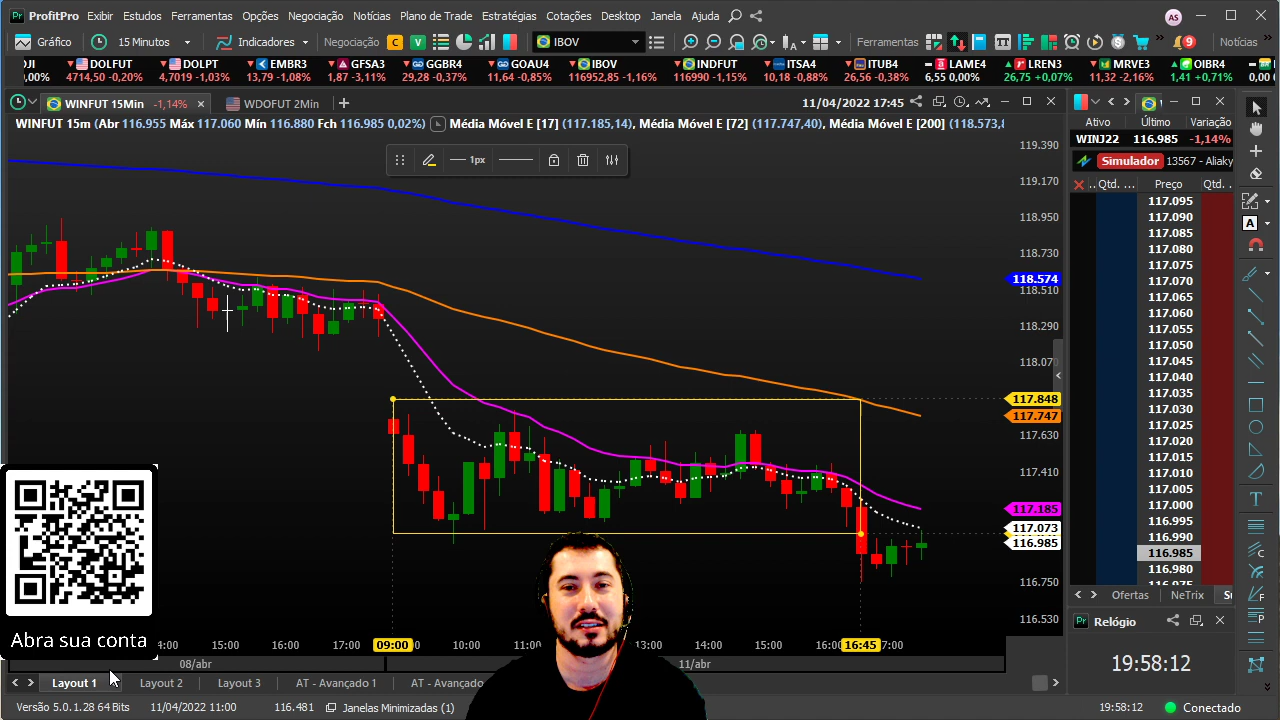 ProfitPro Exibir Estudos Ferramentas Opções Negociação Notícias Plano de Trade Estratégias Cotações Desktop Janela Ajuda AS
Gráfico 15 Minutos Indicadores Negociação C V IBOV Ferramentas 9 Notícias
DOLFUT DOLPT EMBR3 GFSA3 GGBR4 GOAU4 IBOV INDFUT ITSA4 ITUB4 LAME4 LREN3 MRVE3 OIBR4
4714,50 -0,20% 4,7019 -1,03% 13,79 -1,08% 1,87 -3,11% 29,28 -0,37% 11,64 -0,85% 116952,85 -1,16% 116990 -1,15% 10,18 -0,88% 26,56 -0,38% 6,55 0,00% 26,75 +0,07% 11,32 -2,16% 1,41 +0,71%
WINFUT 15Min -1,14% WDOFUT 2Min 11/04/2022 17:45
WINFUT 15m (Abr 116.955 Máx 117.060 Mín 116.880 Fch 116.985 0,02%) Média Móvel E [17] (117.185,14), Média Móvel E [72] (117.747,40), Média Móvel E [200] (118.573,8
1px
119.390
119.170
118.950
118.730
118.574
118.510
118.290
118.070
117.848
117.747
117.630
117.410
117.185
117.073
116.985
116.750
116.530
Ativo Último Variação
WINJ22 116.985 -1,14%
Simulador 13567 - Aliaky
Qtd. ... Preço Qtd. .
117.095
117.090
117.085
117.080
117.075
117.070
117.065
117.060
117.055
117.050
117.045
117.040
117.035
117.030
117.025
117.020
117.015
117.010
117.005
117.000
116.995
116.990
116.985
116.980
116.975
Ofertas NeTrix
Relógio
19:58:12
Abra sua conta
15:00 16:00 17:00 09:00 10:00 13:00 14:00 15:00 16:45
08/abr 11/abr
Layout 1 Layout 2 Layout 3 AT - Avançado 1 AT - Avançado
Versão 5.0.1.28 64 Bits 11/04/2022 11:00 116.481 Janelas Minimizadas (1) 19:58:12 Conectado